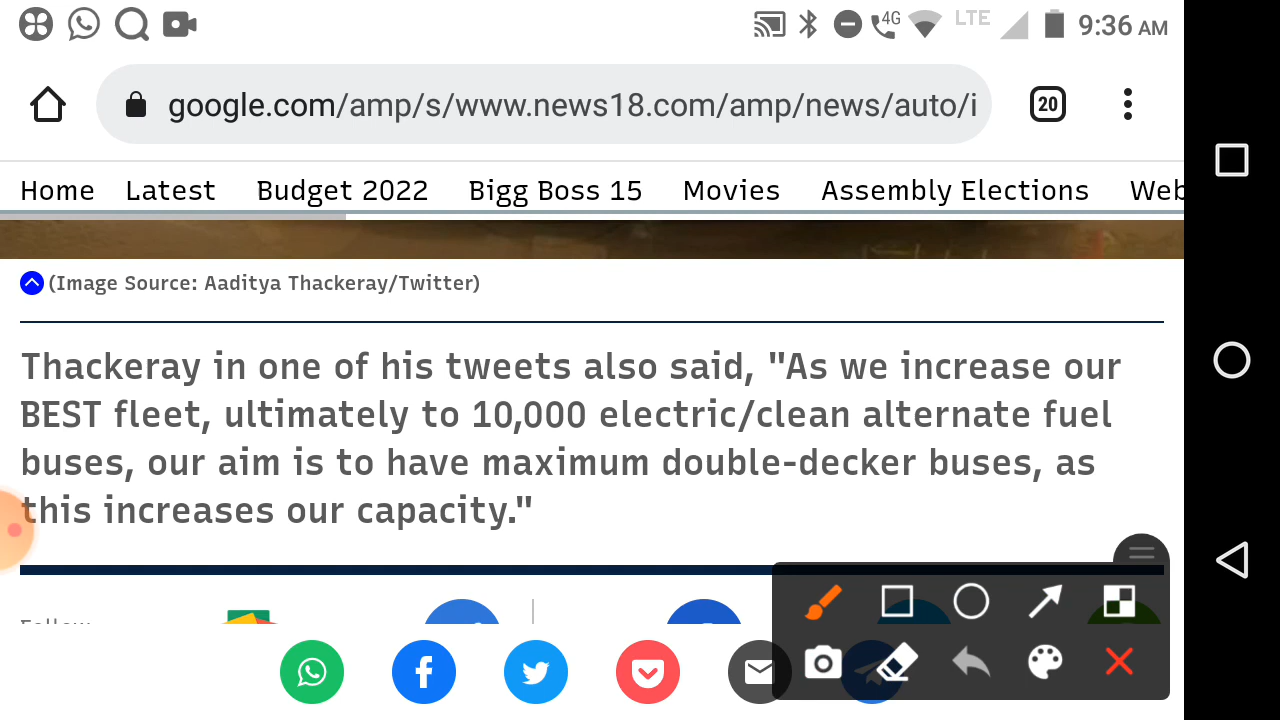 4G
LTE
9:36 AM
google.com/amp/s/www.news18.com/amp/news/auto/i
20
Home Latest Budget 2022 Bigg Boss 15 Movies Assembly Elections Web
(Image Source: Aaditya Thackeray/Twitter)
Thackeray in one of his tweets also said, "As we increase our
BEST fleet, ultimately to 10,000 electric/clean alternate fuel
buses, our aim is to have maximum double-decker buses, as
this increases our capacity."